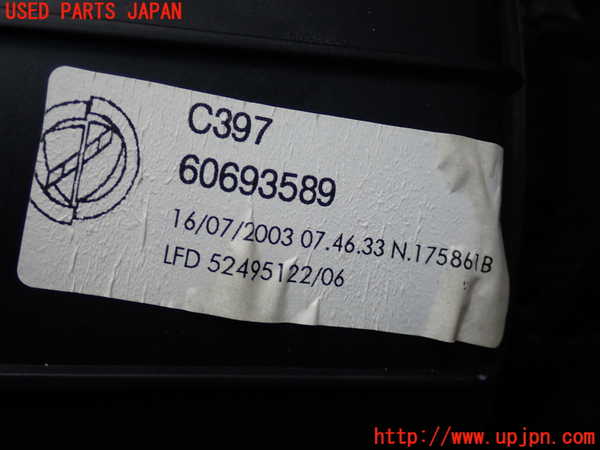 USED PARTS JAPAN
C397
60693589
16/07/2003 07.46.33 N.175861B
LFD 52495122/06
http://www.upjpn.com/